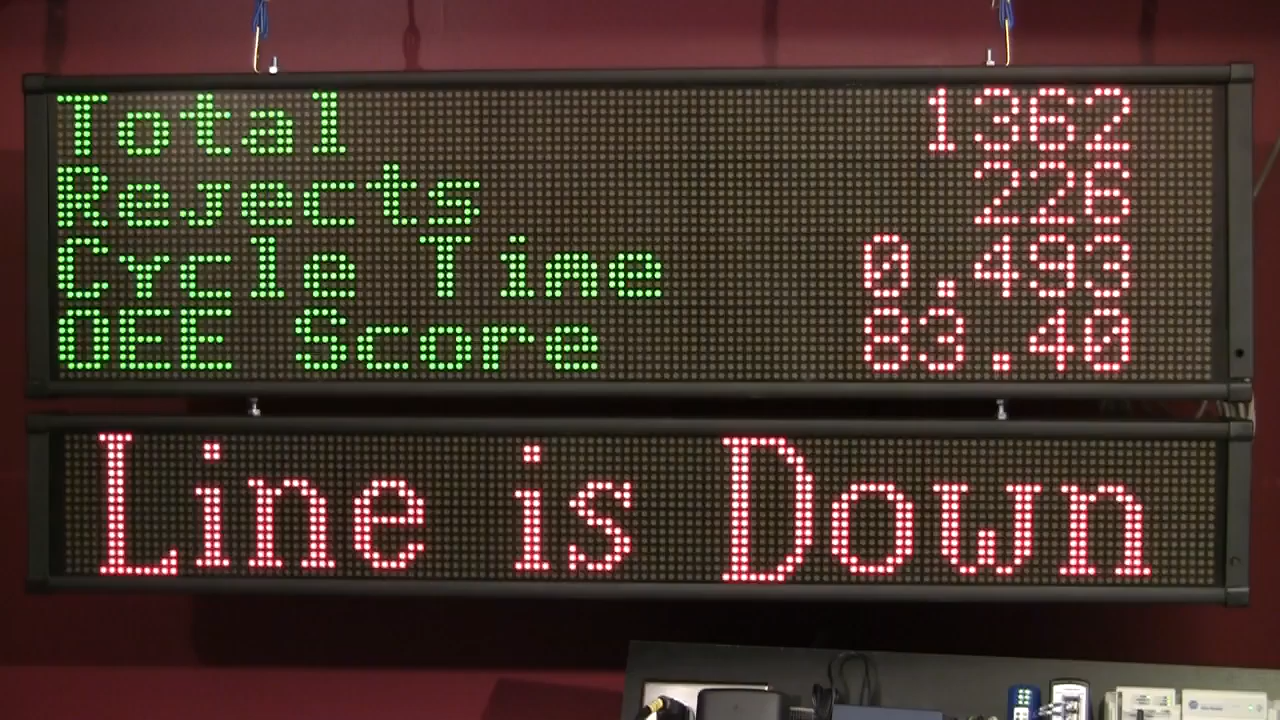 Total 1362
Rejects 226
Cycle Time 0.493
OEE Score 83.40
Line is Down